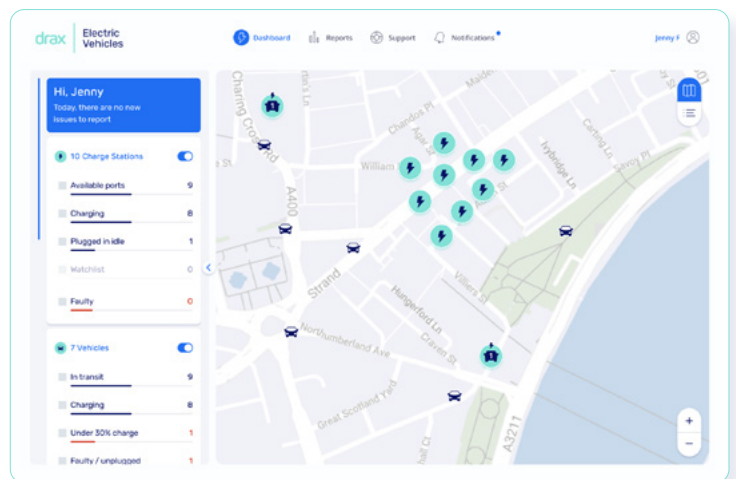 drax
Electric
Vehicles
Dashboard
Reports
Support
Notifications
Jenny F
Hi, Jenny
Today, there are no now
issues to report
10 Charge Stations
Available ports 9
Charging 8
Plugged in idle 1
Watchlist 0
Faulty 0
7 Vehicles
In transit 9
Charging 8
Under 30% charge 1
Faulty / unplugged 1
Charing Cross Rd
Chandos Pl
Agar St
William
A400
Strand
Northumberland Ave
Hungerford Ln
Craven St
Villiers St
Great Scotland Yard
A3211
Ivybridge Ln
Carting Ln
Savoy Pl
+
−